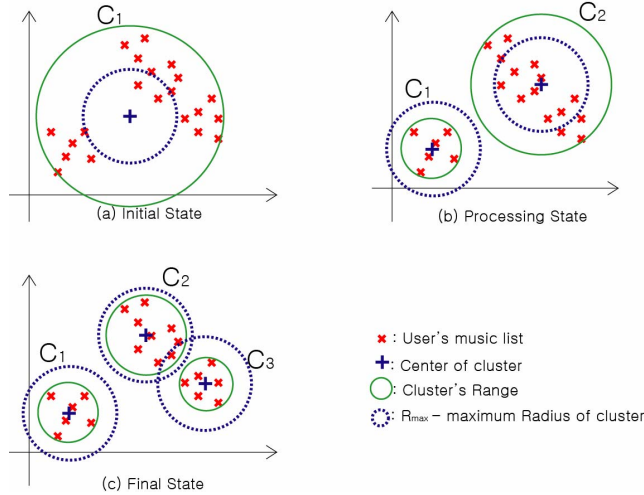 C1
C2
C1
(a) Initial State
(b) Processing State
C2
C1
C3
: User's music list
: Center of cluster
: Cluster's Range
: Rmax – maximum Radius of cluster
(c) Final State